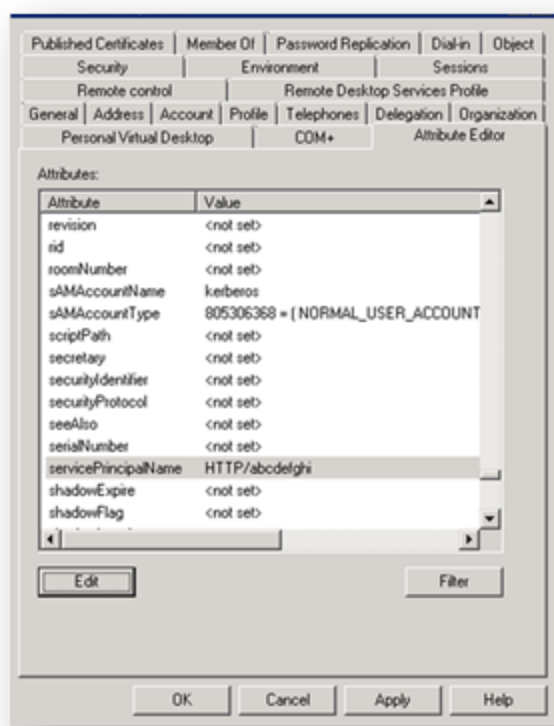 Published Certificates Member Of Password Replication Dial-in Object
Security Environment Sessions
Remote control Remote Desktop Services Profile
General Address Account Profile Telephones Delegation Organization
Personal Virtual Desktop COM+ Attribute Editor
Attributes:
Attribute Value
revision <not set>
rid <not set>
roomNumber <not set>
sAMAccountName kerberos
sAMAccountType 805306368 = ( NORMAL_USER_ACCOUNT
scriptPath <not set>
secretary <not set>
securityIdentifier <not set>
securityProtocol <not set>
seeAlso <not set>
serialNumber <not set>
servicePrincipalName HTTP/abcdefghi
shadowExpire <not set>
shadowFlag <not set>
Edit Filter
OK Cancel Apply Help